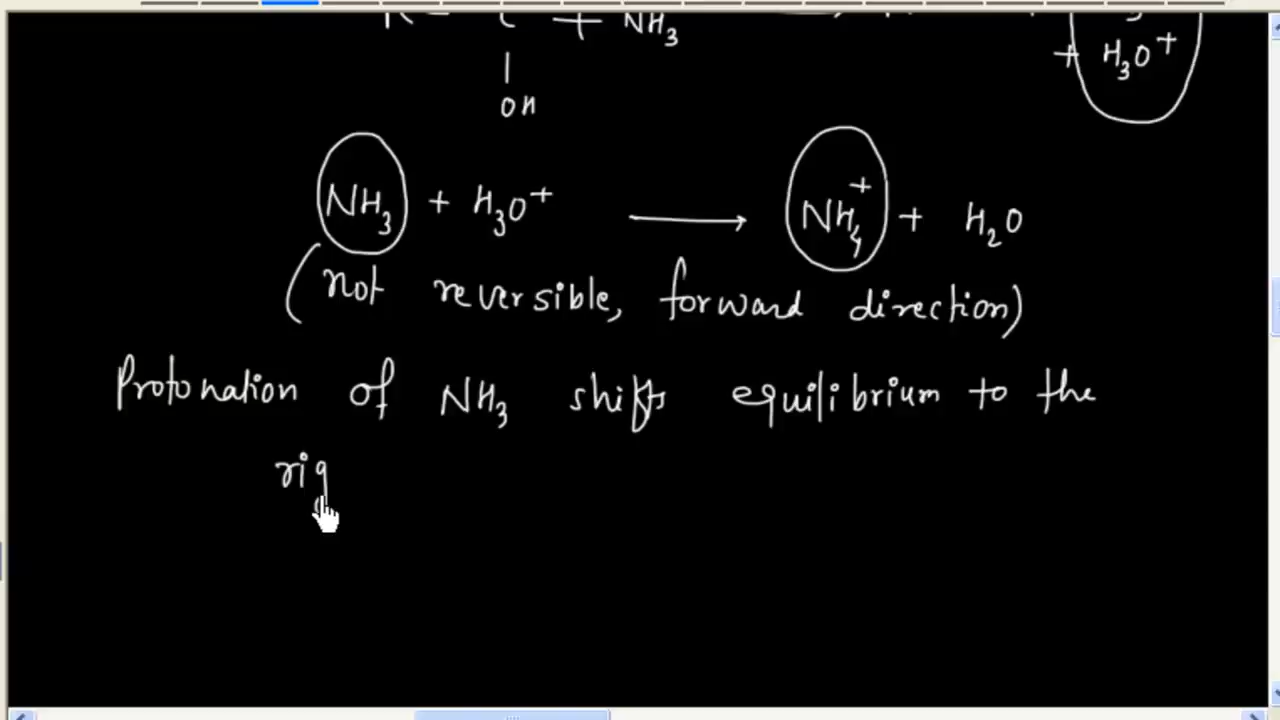 + NH3
+ H3O+
OH
NH3 + H3O+ ⟶ NH4+ + H2O
(not reversible, forward direction)
Protonation of NH3 shifts equilibrium to the
rig